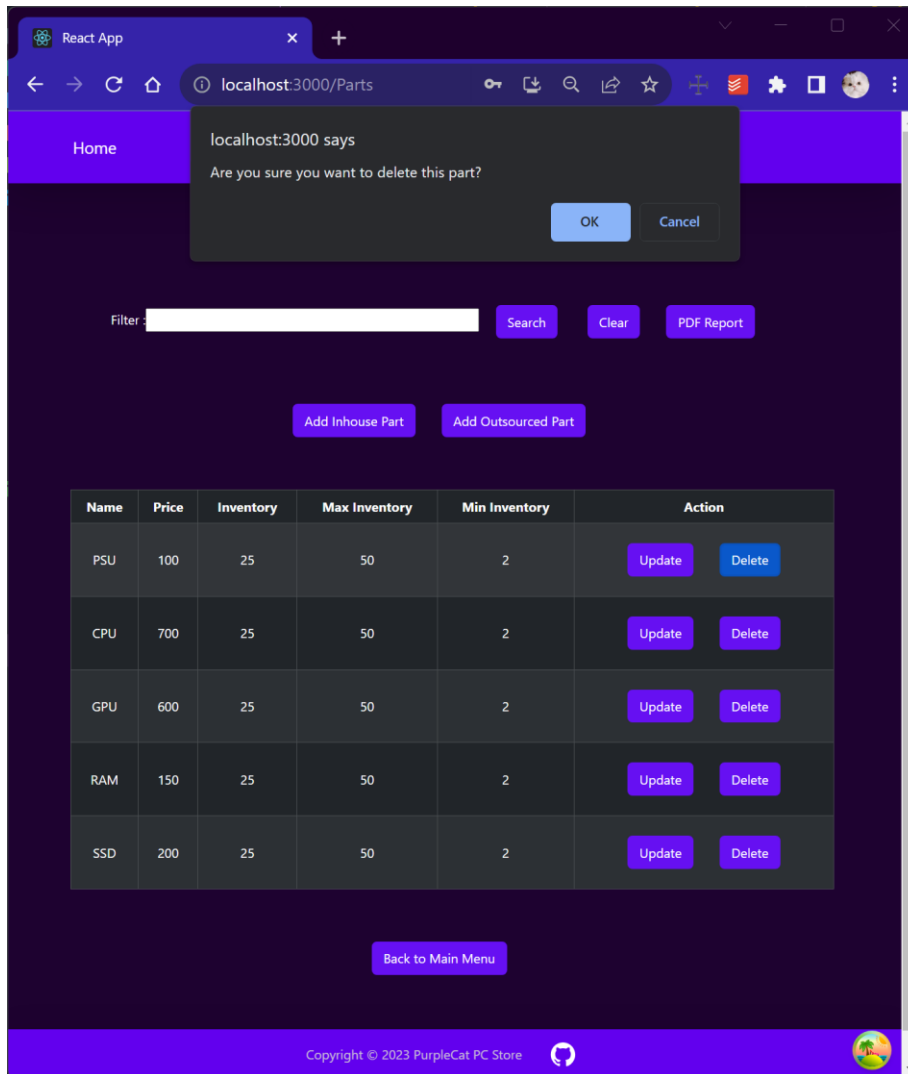 React App
localhost:3000/Parts
localhost:3000 says
Are you sure you want to delete this part?
OK Cancel
Home
Filter : Search Clear PDF Report
Add Inhouse Part Add Outsourced Part
Name Price Inventory Max Inventory Min Inventory Action
PSU 100 25 50 2 Update Delete
CPU 700 25 50 2 Update Delete
GPU 600 25 50 2 Update Delete
RAM 150 25 50 2 Update Delete
SSD 200 25 50 2 Update Delete
Back to Main Menu
Copyright © 2023 PurpleCat PC Store